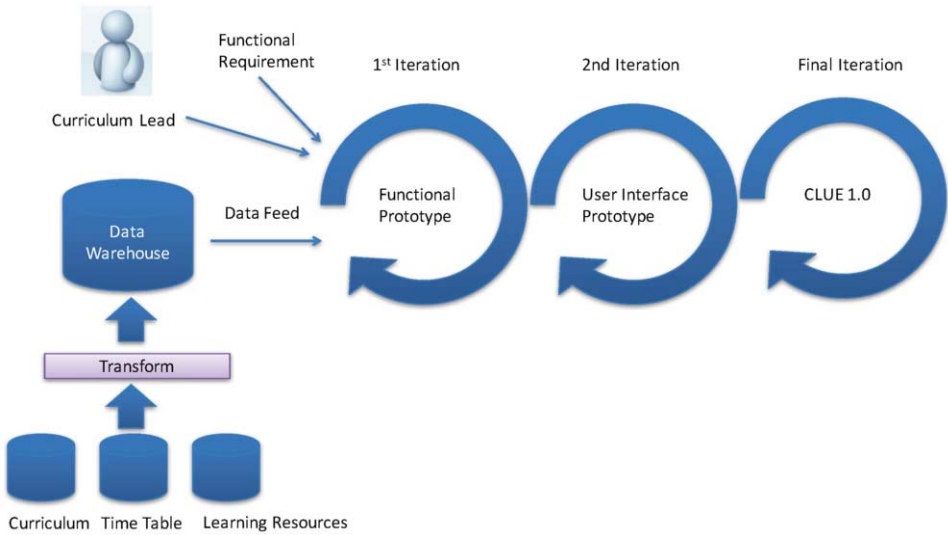 Functional
Requirement
1st Iteration
2nd Iteration
Final Iteration
Curriculum Lead
Functional
Prototype
User Interface
Prototype
CLUE 1.0
Data Feed
Data
Warehouse
Transform
Curriculum
Time Table
Learning Resources